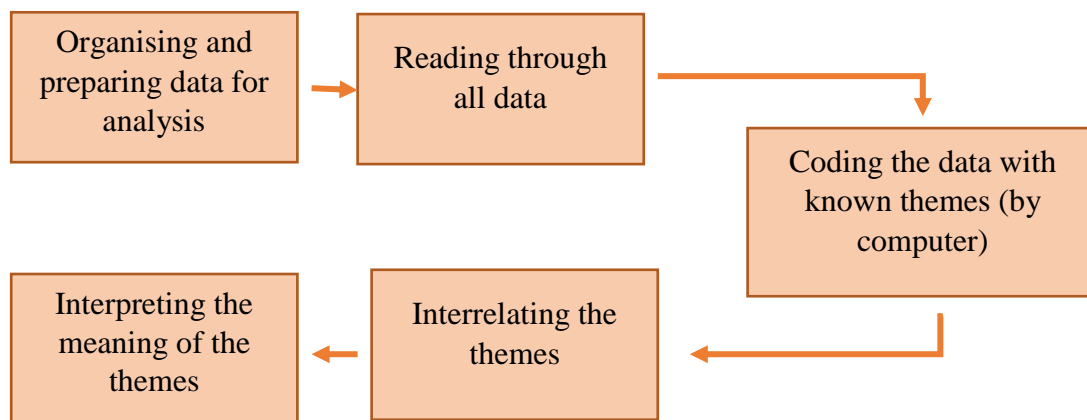 Organising and
preparing data for
analysis
Reading through
all data
Coding the data with
known themes (by
computer)
Interrelating the
themes
Interpreting the
meaning of the
themes